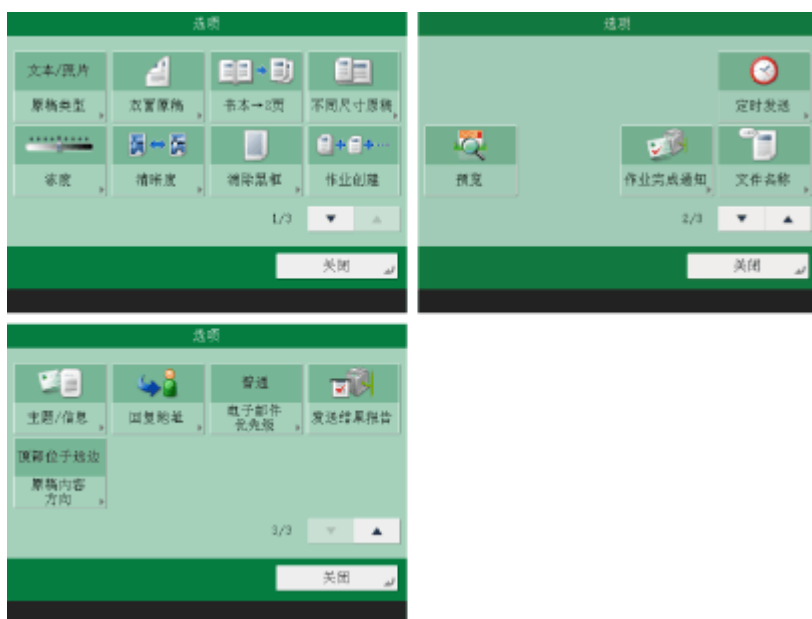 选项
文本/照片
原稿类型
双面原稿
书本→2页
不同尺寸原稿
浓度
清晰度
消除黑框
作业创建
1/3
关闭
选项
定时发送
预览
作业完成通知
文件名称
2/3
关闭
选项
主题/信息
回复地址
普通
电子邮件
优先级
发送结果报告
顶部位于远边
原稿内容
方向
3/3
关闭